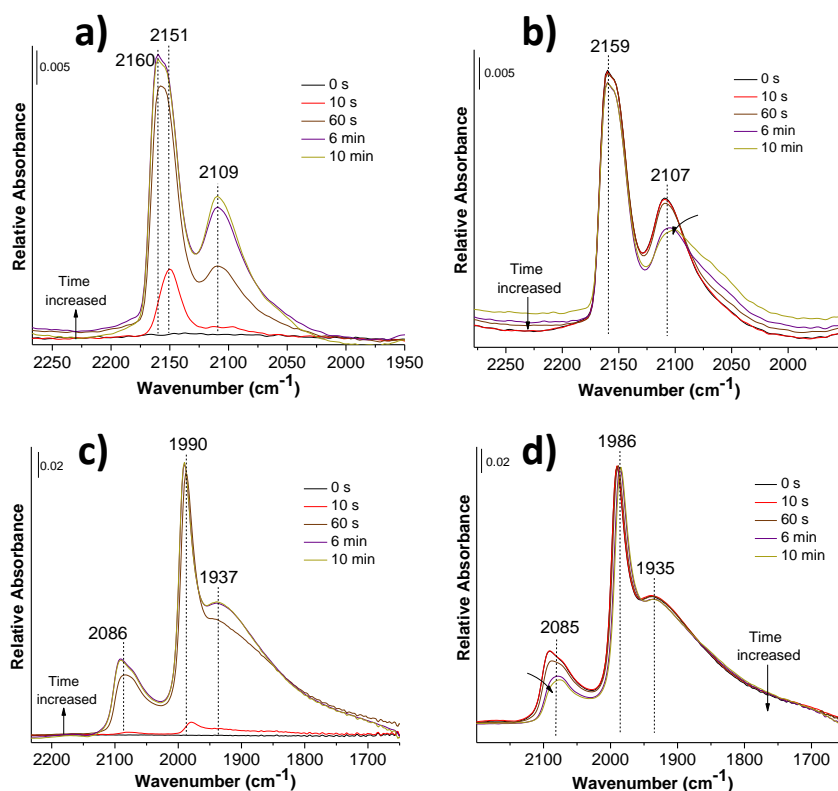 a)
2151
2160
0.005
2109
0 s
10 s
60 s
6 min
10 min
Time
increased
Relative Absorbance
2250 2200 2150 2100 2050 2000 1950
Wavenumber (cm-1)
b)
2159
0.005
2107
0 s
10 s
60 s
6 min
10 min
Time
increased
Relative Absorbance
2250 2200 2150 2100 2050 2000
Wavenumber (cm-1)
c)
1990
0.02
1937
2086
0 s
10 s
60 s
6 min
10 min
Time
increased
Relative Absorbance
2200 2100 2000 1900 1800 1700
Wavenumber (cm-1)
d)
1986
0.02
1935
2085
0 s
10 s
60 s
6 min
10 min
Time
increased
Relative Absorbance
2100 2000 1900 1800 1700
Wavenumber (cm-1)